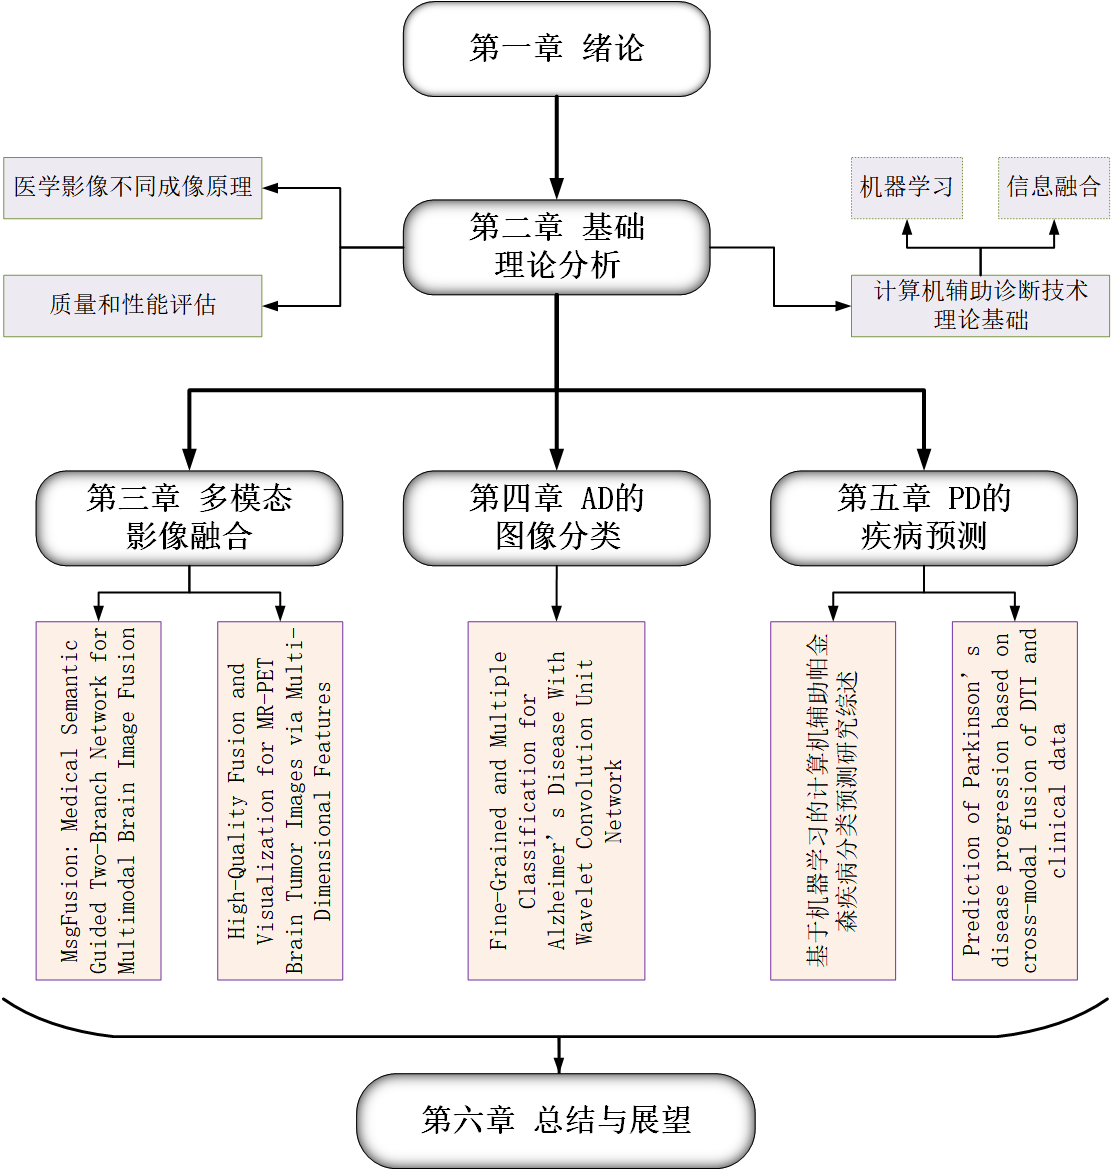 第一章 绪论
医学影像不同成像原理
机器学习
信息融合
第二章 基础
理论分析
质量和性能评估
计算机辅助诊断技术
理论基础
第三章 多模态
影像融合
第四章 AD的
图像分类
第五章 PD的
疾病预测
MsgFusion: Medical Semantic
Guided Two-Branch Network for
Multimodal Brain Image Fusion
High-Quality Fusion and
Visualization for MR-PET
Brain Tumor Images via Multi-
Dimensional Features
Fine-Grained and Multiple
Classification for
Alzheimer’s Disease With
Wavelet Convolution Unit
Network
基于机器学习的计算机辅助帕金
森疾病分类预测研究综述
Prediction of Parkinson’s
disease progression based on
cross-modal fusion of DTI and
clinical data
第六章 总结与展望